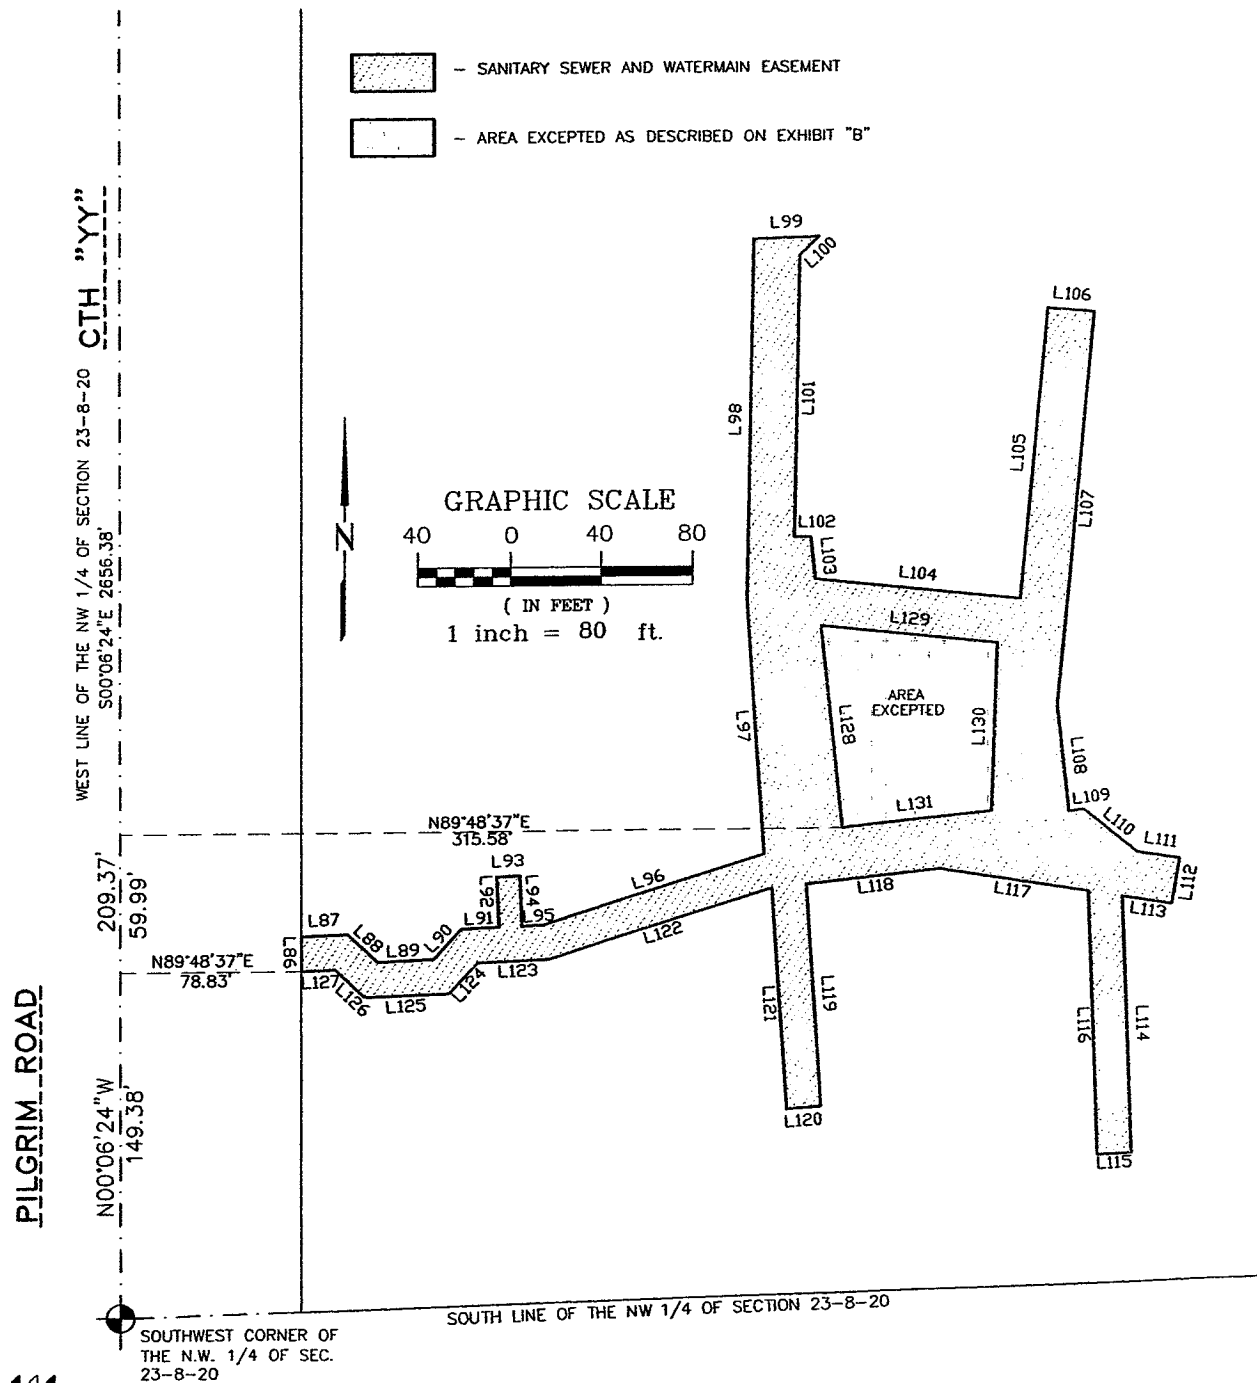 – SANITARY SEWER AND WATERMAIN EASEMENT
– AREA EXCEPTED AS DESCRIBED ON EXHIBIT "B"
CTH "YY"
WEST LINE OF THE NW 1/4 OF SECTION 23-8-20
S00°06'24"E 2656.38'
L99
L100
L106
L98
L101
L105
L107
N
GRAPHIC SCALE
40 0 40 80
( IN FEET )
1 inch = 80 ft.
L102
L103
L104
L129
AREA
EXCEPTED
L97
L128
L130
L108
L131
L109
L110
L111
L112
L113
N89°48'37"E
315.58'
L93
L92
L94
L96
L118
L117
L87
L88
L89
L90
L91
L95
L122
L86
N89°48'37"E
78.83'
L127
L126
L125
L124
L123
L121
L119
L116
L114
L120
L115
209.37'
59.99'
PILGRIM ROAD
N00°06'24"W
149.38'
SOUTH LINE OF THE NW 1/4 OF SECTION 23-8-20
SOUTHWEST CORNER OF
THE N.W. 1/4 OF SEC.
23-8-20